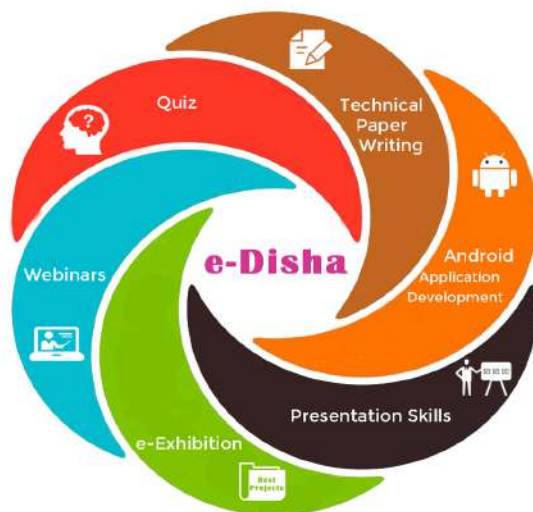 Quiz
Technical
Paper
Writing
Android
Application
Development
Presentation Skills
Best
Projects
e-Exhibition
Webinars
e-Disha
?